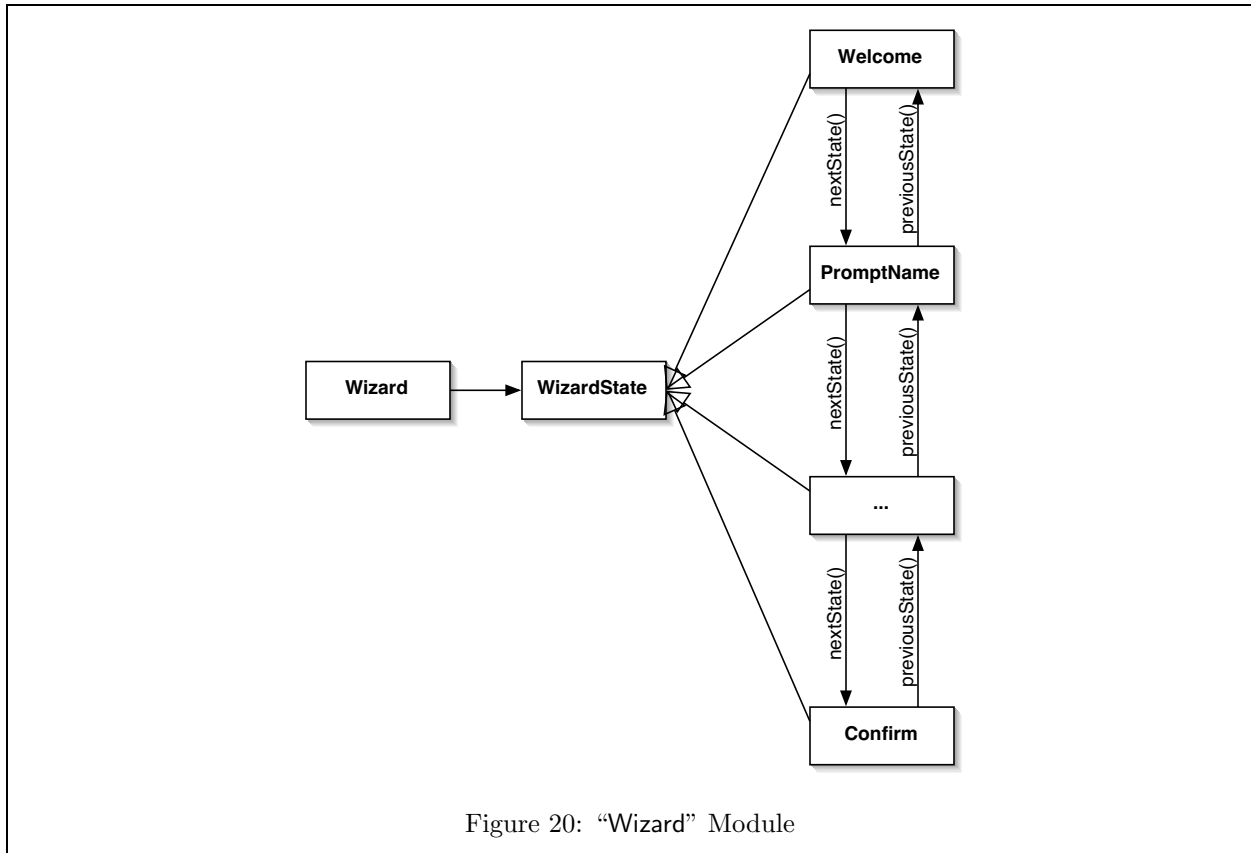 Welcome
nextState()
previousState()
PromptName
Wizard
WizardState
nextState()
previousState()
...
nextState()
previousState()
Confirm
Figure 20: “Wizard” Module